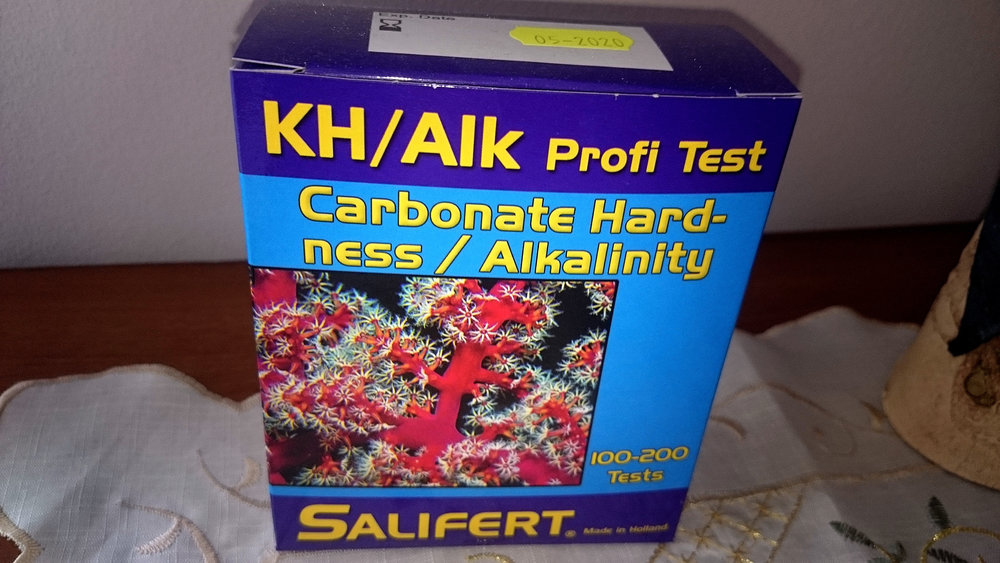 Exp. Date
05-2020
KH/Alk Profi Test
Carbonate Hard-
ness / Alkalinity
100-200
Tests
SALIFERT® Made in Holland